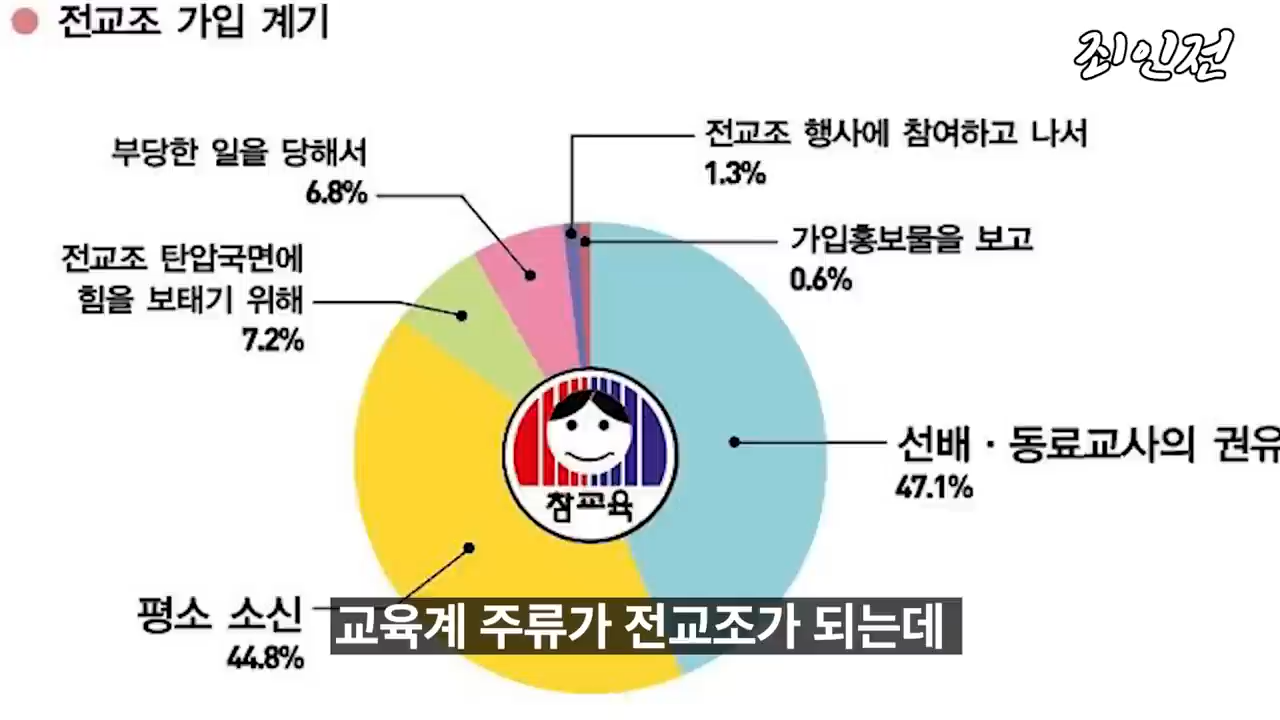 전교조 가입 계기
죄인전
부당한 일을 당해서
6.8%
전교조 행사에 참여하고 나서
1.3%
전교조 탄압국면에
힘을 보태기 위해
7.2%
가입홍보물을 보고
0.6%
선배·동료교사의 권유
47.1%
참교육
평소 소신
44.8%
교육계 주류가 전교조가 되는데